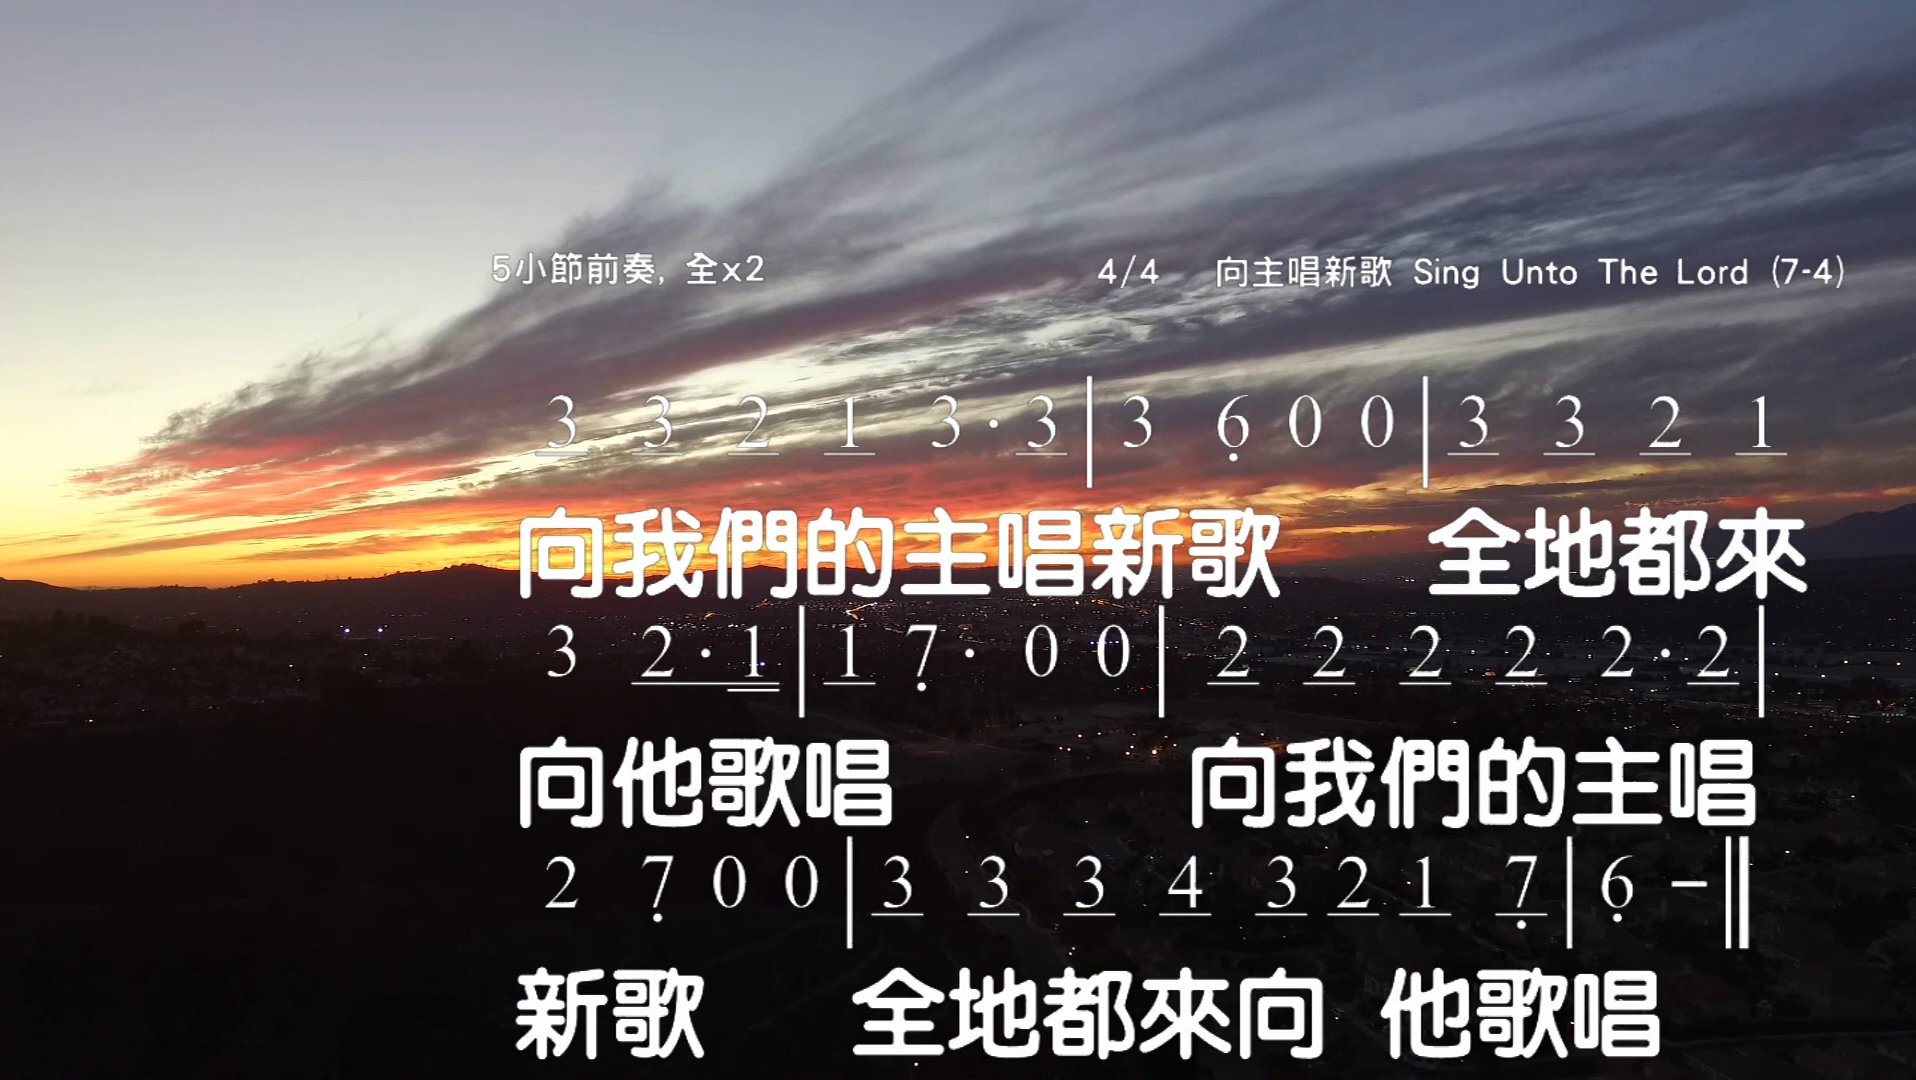 5小節前奏, 全x2 4/4 向主唱新歌 Sing Unto The Lord (7-4)
3 3 2 1 3·3|3 6̣ 0 0|3 3 2 1
向我們的主唱新歌 全地都來
3 2·1|1 7̣· 0 0|2 2 2 2 2·2|
向他歌唱 向我們的主唱
2 7̣ 0 0|3 3 3 4 3 2 1 7̣|6̣ -‖
新歌 全地都來向 他歌唱